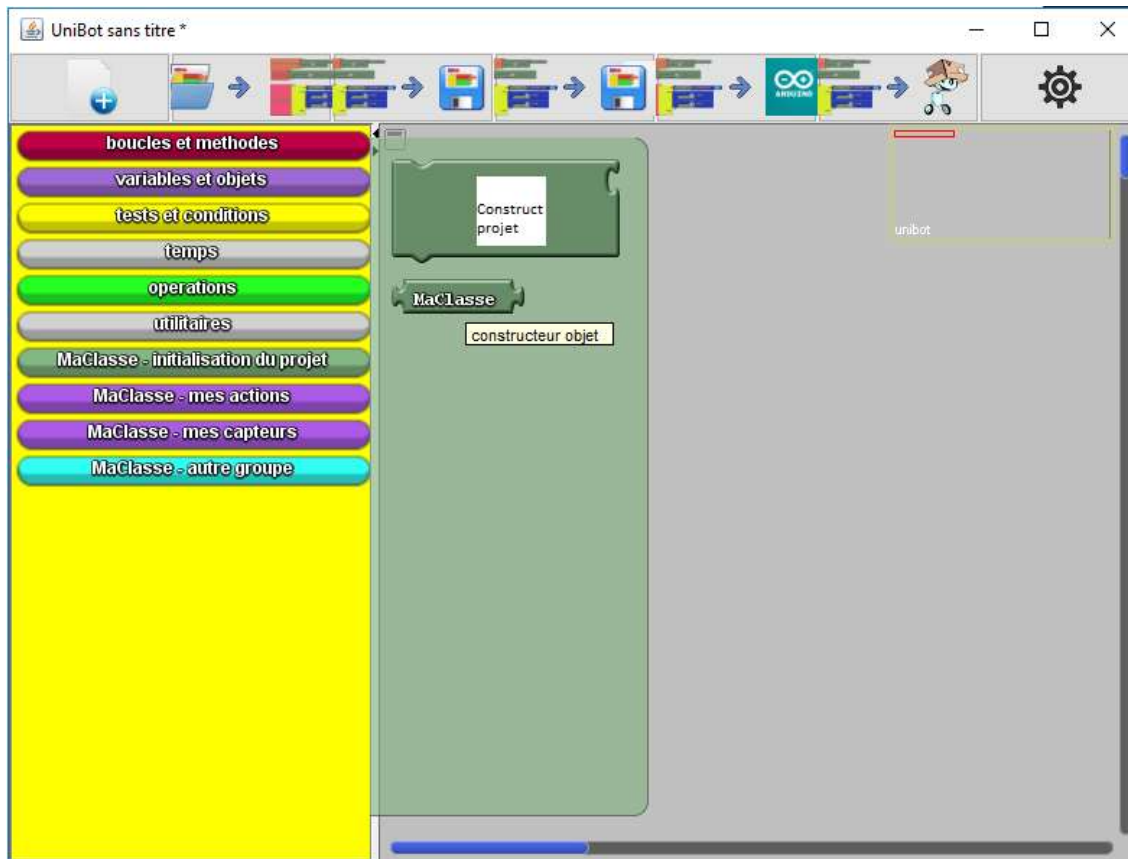 UniBot sans titre *
ARDUINO
boucles et methodes
variables et objets
tests et conditions
temps
operations
utilitaires
MaClasse - initialisation du projet
MaClasse - mes actions
MaClasse - mes capteurs
MaClasse - autre groupe
Construct
projet
MaClasse
constructeur objet
unibot